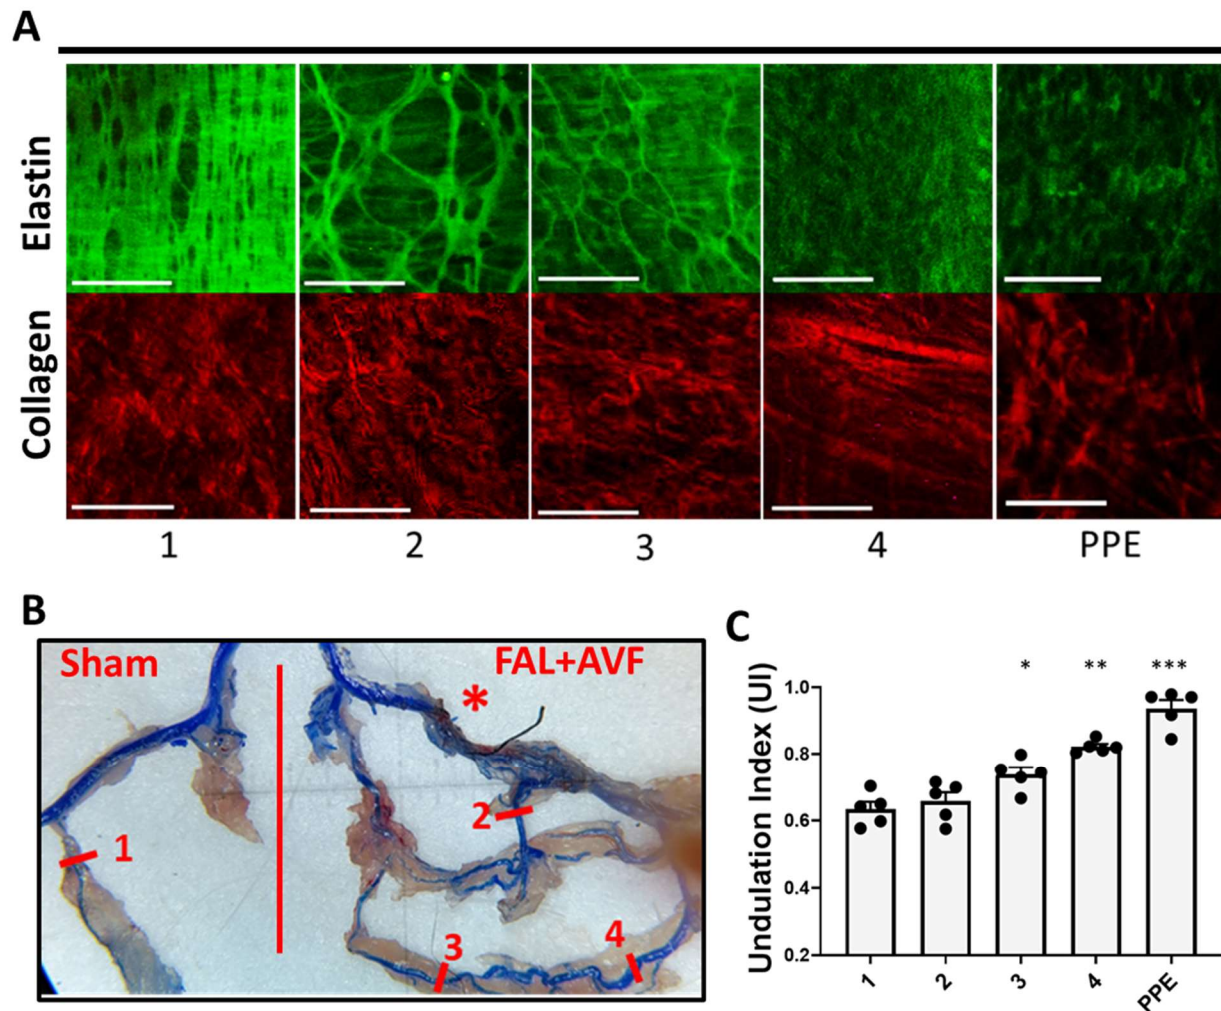 A
Elastin
Collagen
1 2 3 4 PPE
B
Sham FAL+AVF
*
1
2
3
4
C
* ** ***
Undulation Index (UI)
1.0
0.8
0.6
0.4
0.2
1 2 3 4 PPE